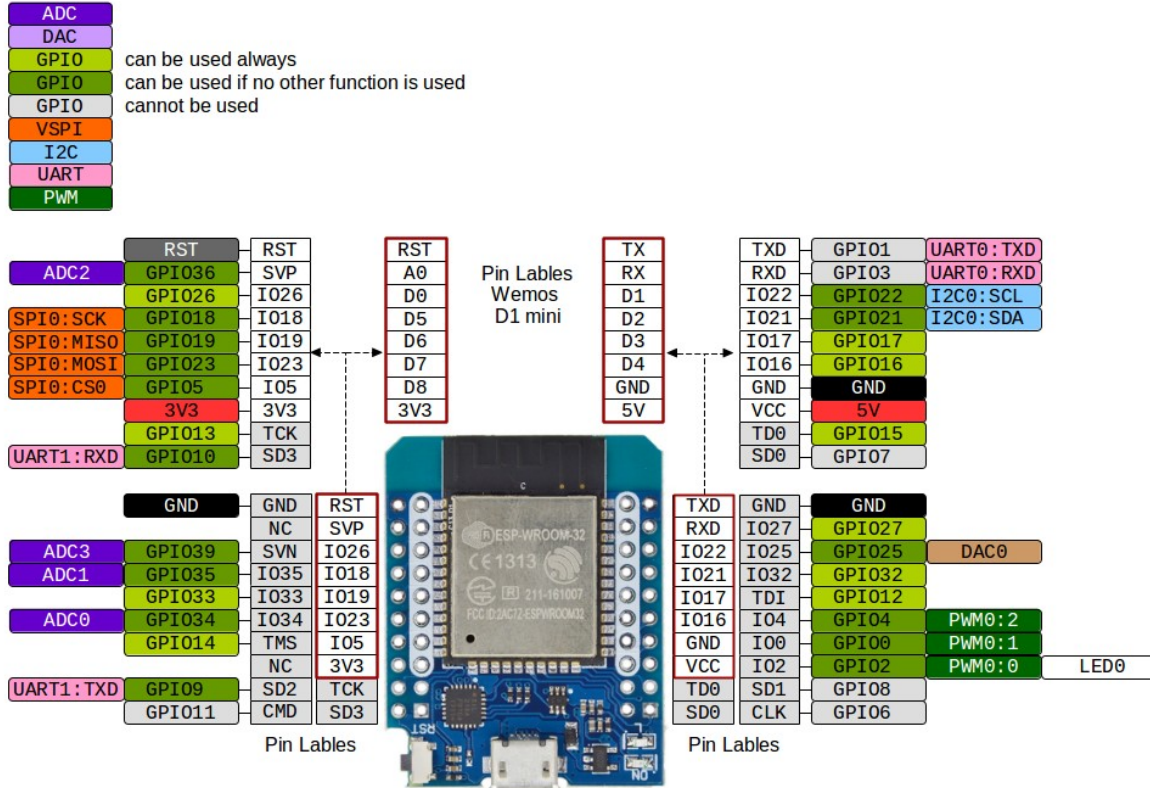 ADC
DAC
GPIO can be used always
GPIO can be used if no other function is used
GPIO cannot be used
VSPI
I2C
UART
PWM
RST RST RST TX TXD GPIO1 UART0:TXD
ADC2 GPIO36 SVP A0 Pin Lables RX RXD GPIO3 UART0:RXD
GPIO26 IO26 D0 Wemos D1 IO22 GPIO22 I2C0:SCL
SPI0:SCK GPIO18 IO18 D5 D1 mini D2 IO21 GPIO21 I2C0:SDA
SPI0:MISO GPIO19 IO19 D6 D3 IO17 GPIO17
SPI0:MOSI GPIO23 IO23 D7 D4 IO16 GPIO16
SPI0:CS0 GPIO5 IO5 D8 GND GND GND
3V3 3V3 3V3 5V VCC 5V
GPIO13 TCK TD0 GPIO15
UART1:RXD GPIO10 SD3 SD0 GPIO7
GND GND RST TXD GND GND
NC SVP RXD IO27 GPIO27
ADC3 GPIO39 SVN IO26 IO22 IO25 GPIO25 DAC0
ADC1 GPIO35 IO35 IO18 IO21 IO32 GPIO32
GPIO33 IO33 IO19 IO17 TDI GPIO12
ADC0 GPIO34 IO34 IO23 IO16 IO4 GPIO4 PWM0:2
GPIO14 TMS IO5 GND IO0 GPIO0 PWM0:1
NC 3V3 VCC IO2 GPIO2 PWM0:0 LED0
UART1:TXD GPIO9 SD2 TCK TD0 SD1 GPIO8
GPIO11 CMD SD3 SD0 CLK GPIO6
Pin Lables Pin Lables
ESP-WROOM-32
CE1313
R 211-161007
FCC ID:2AC7Z-ESPWROOM32
RST
L
ON